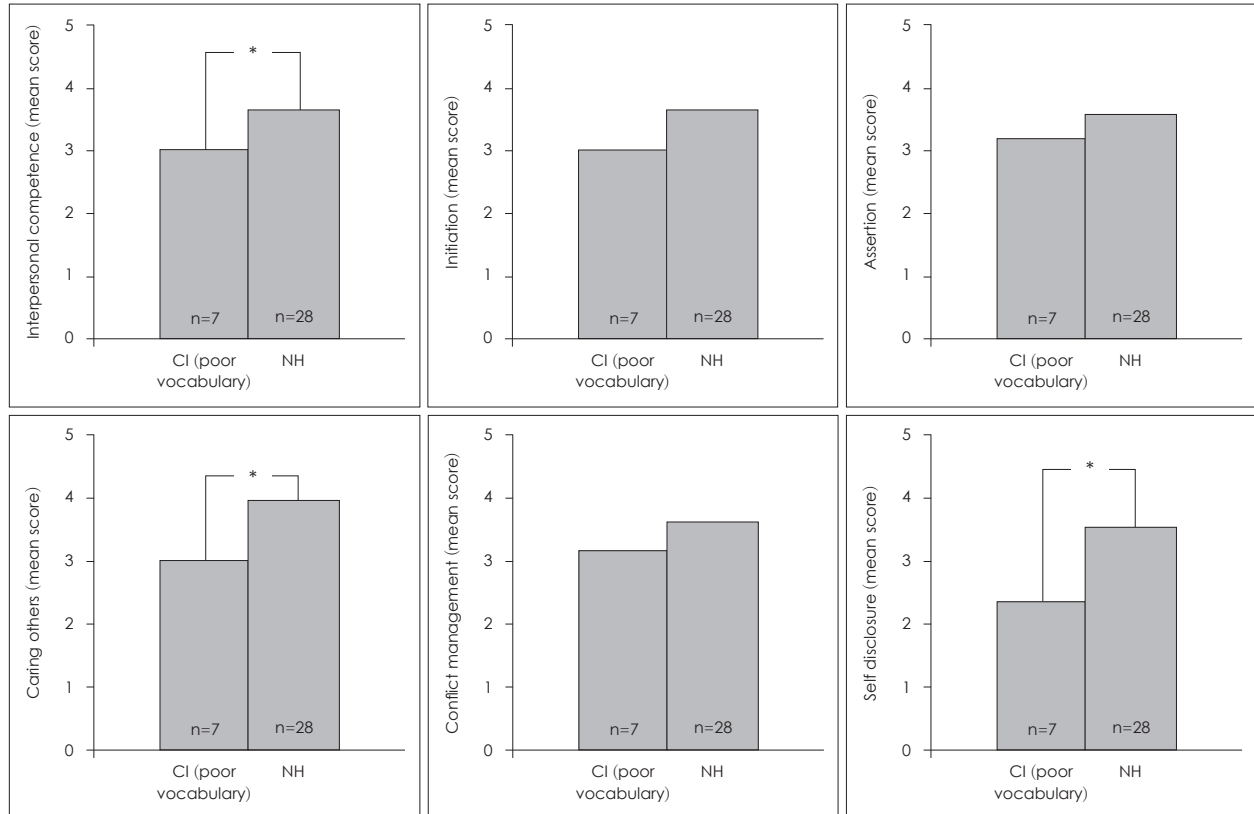 Interpersonal competence (mean score)
5
4
3
2
1
0
*
n=7
n=28
CI (poor
vocabulary)
NH
Initiation (mean score)
5
4
3
2
1
0
n=7
n=28
CI (poor
vocabulary)
NH
Assertion (mean score)
5
4
3
2
1
0
n=7
n=28
CI (poor
vocabulary)
NH
Caring others (mean score)
5
4
3
2
1
0
*
n=7
n=28
CI (poor
vocabulary)
NH
Conflict management (mean score)
5
4
3
2
1
0
n=7
n=28
CI (poor
vocabulary)
NH
Self disclosure (mean score)
5
4
3
2
1
0
*
n=7
n=28
CI (poor
vocabulary)
NH